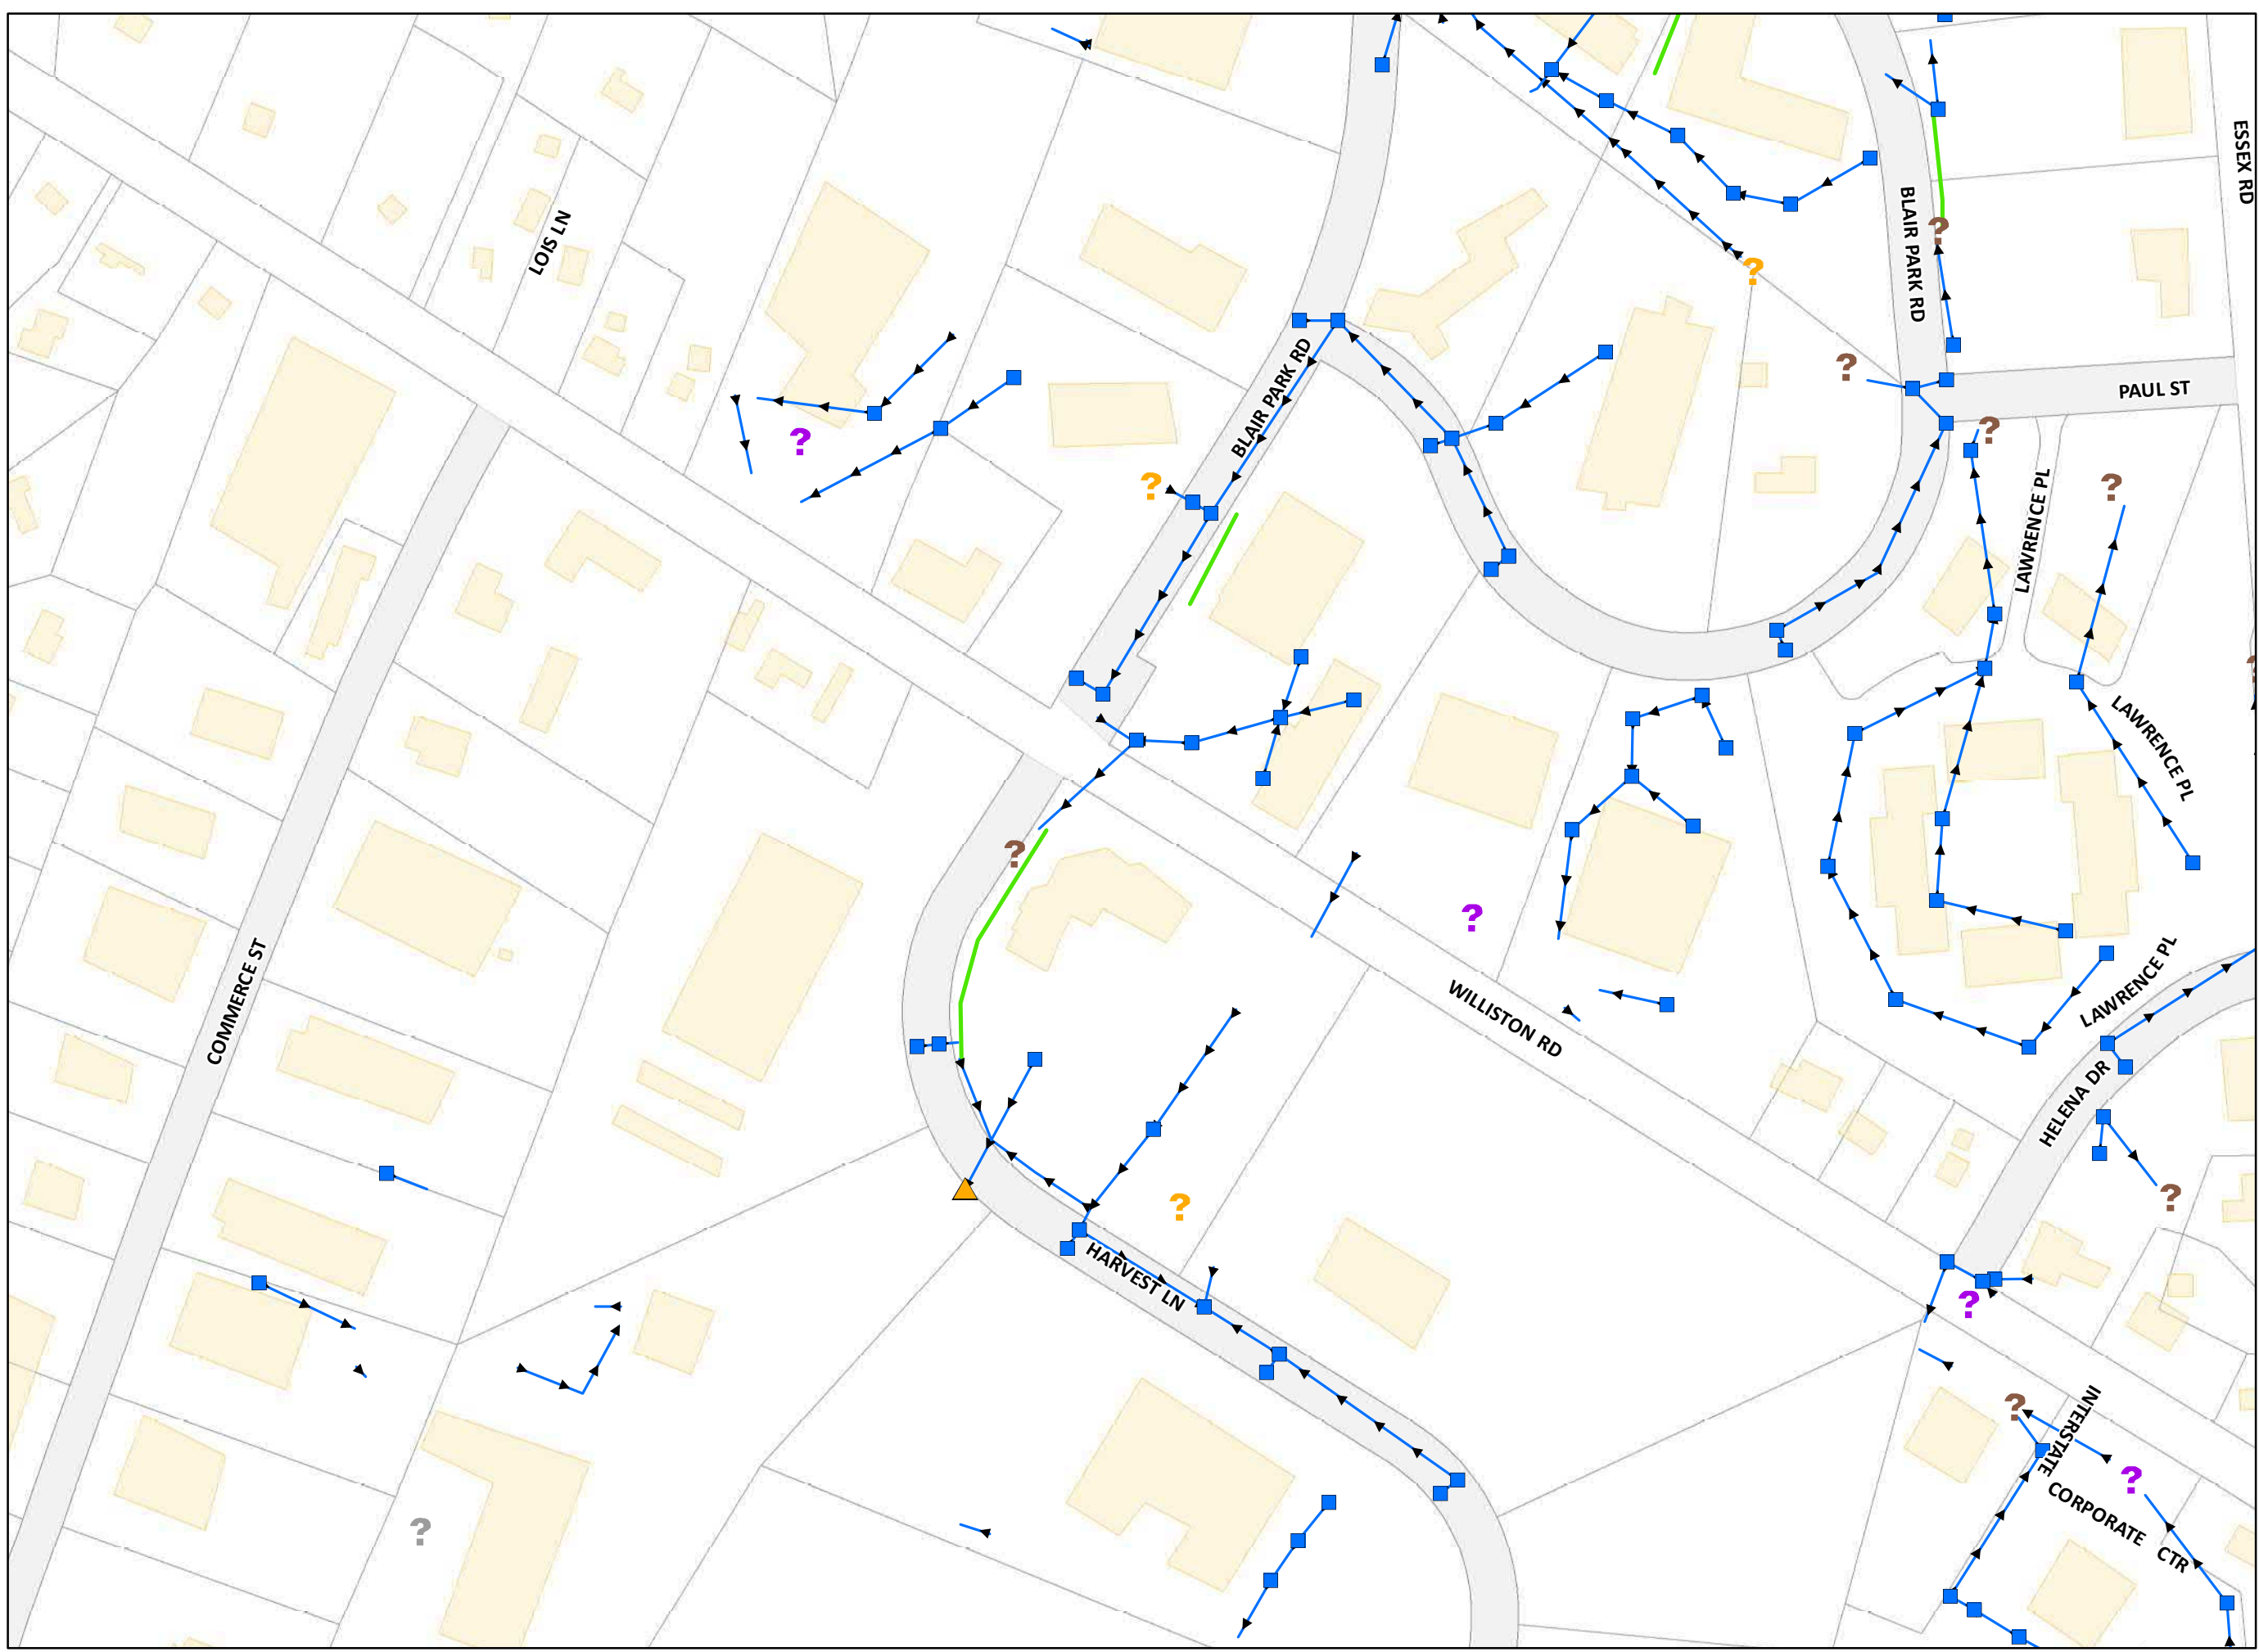 ESSEX RD
LOIS LN
BLAIR PARK RD
?
?
BLAIR PARK RD
?
PAUL ST
?
?
?
LAWRENCE PL
?
?
LAWRENCE PL
?
?
COMMERCE ST
WILLISTON RD
LAWRENCE PL
HELENA DR
?
?
HARVEST LN
?
?
INTERSTATE
CORPORATE
CTR
?
?
?